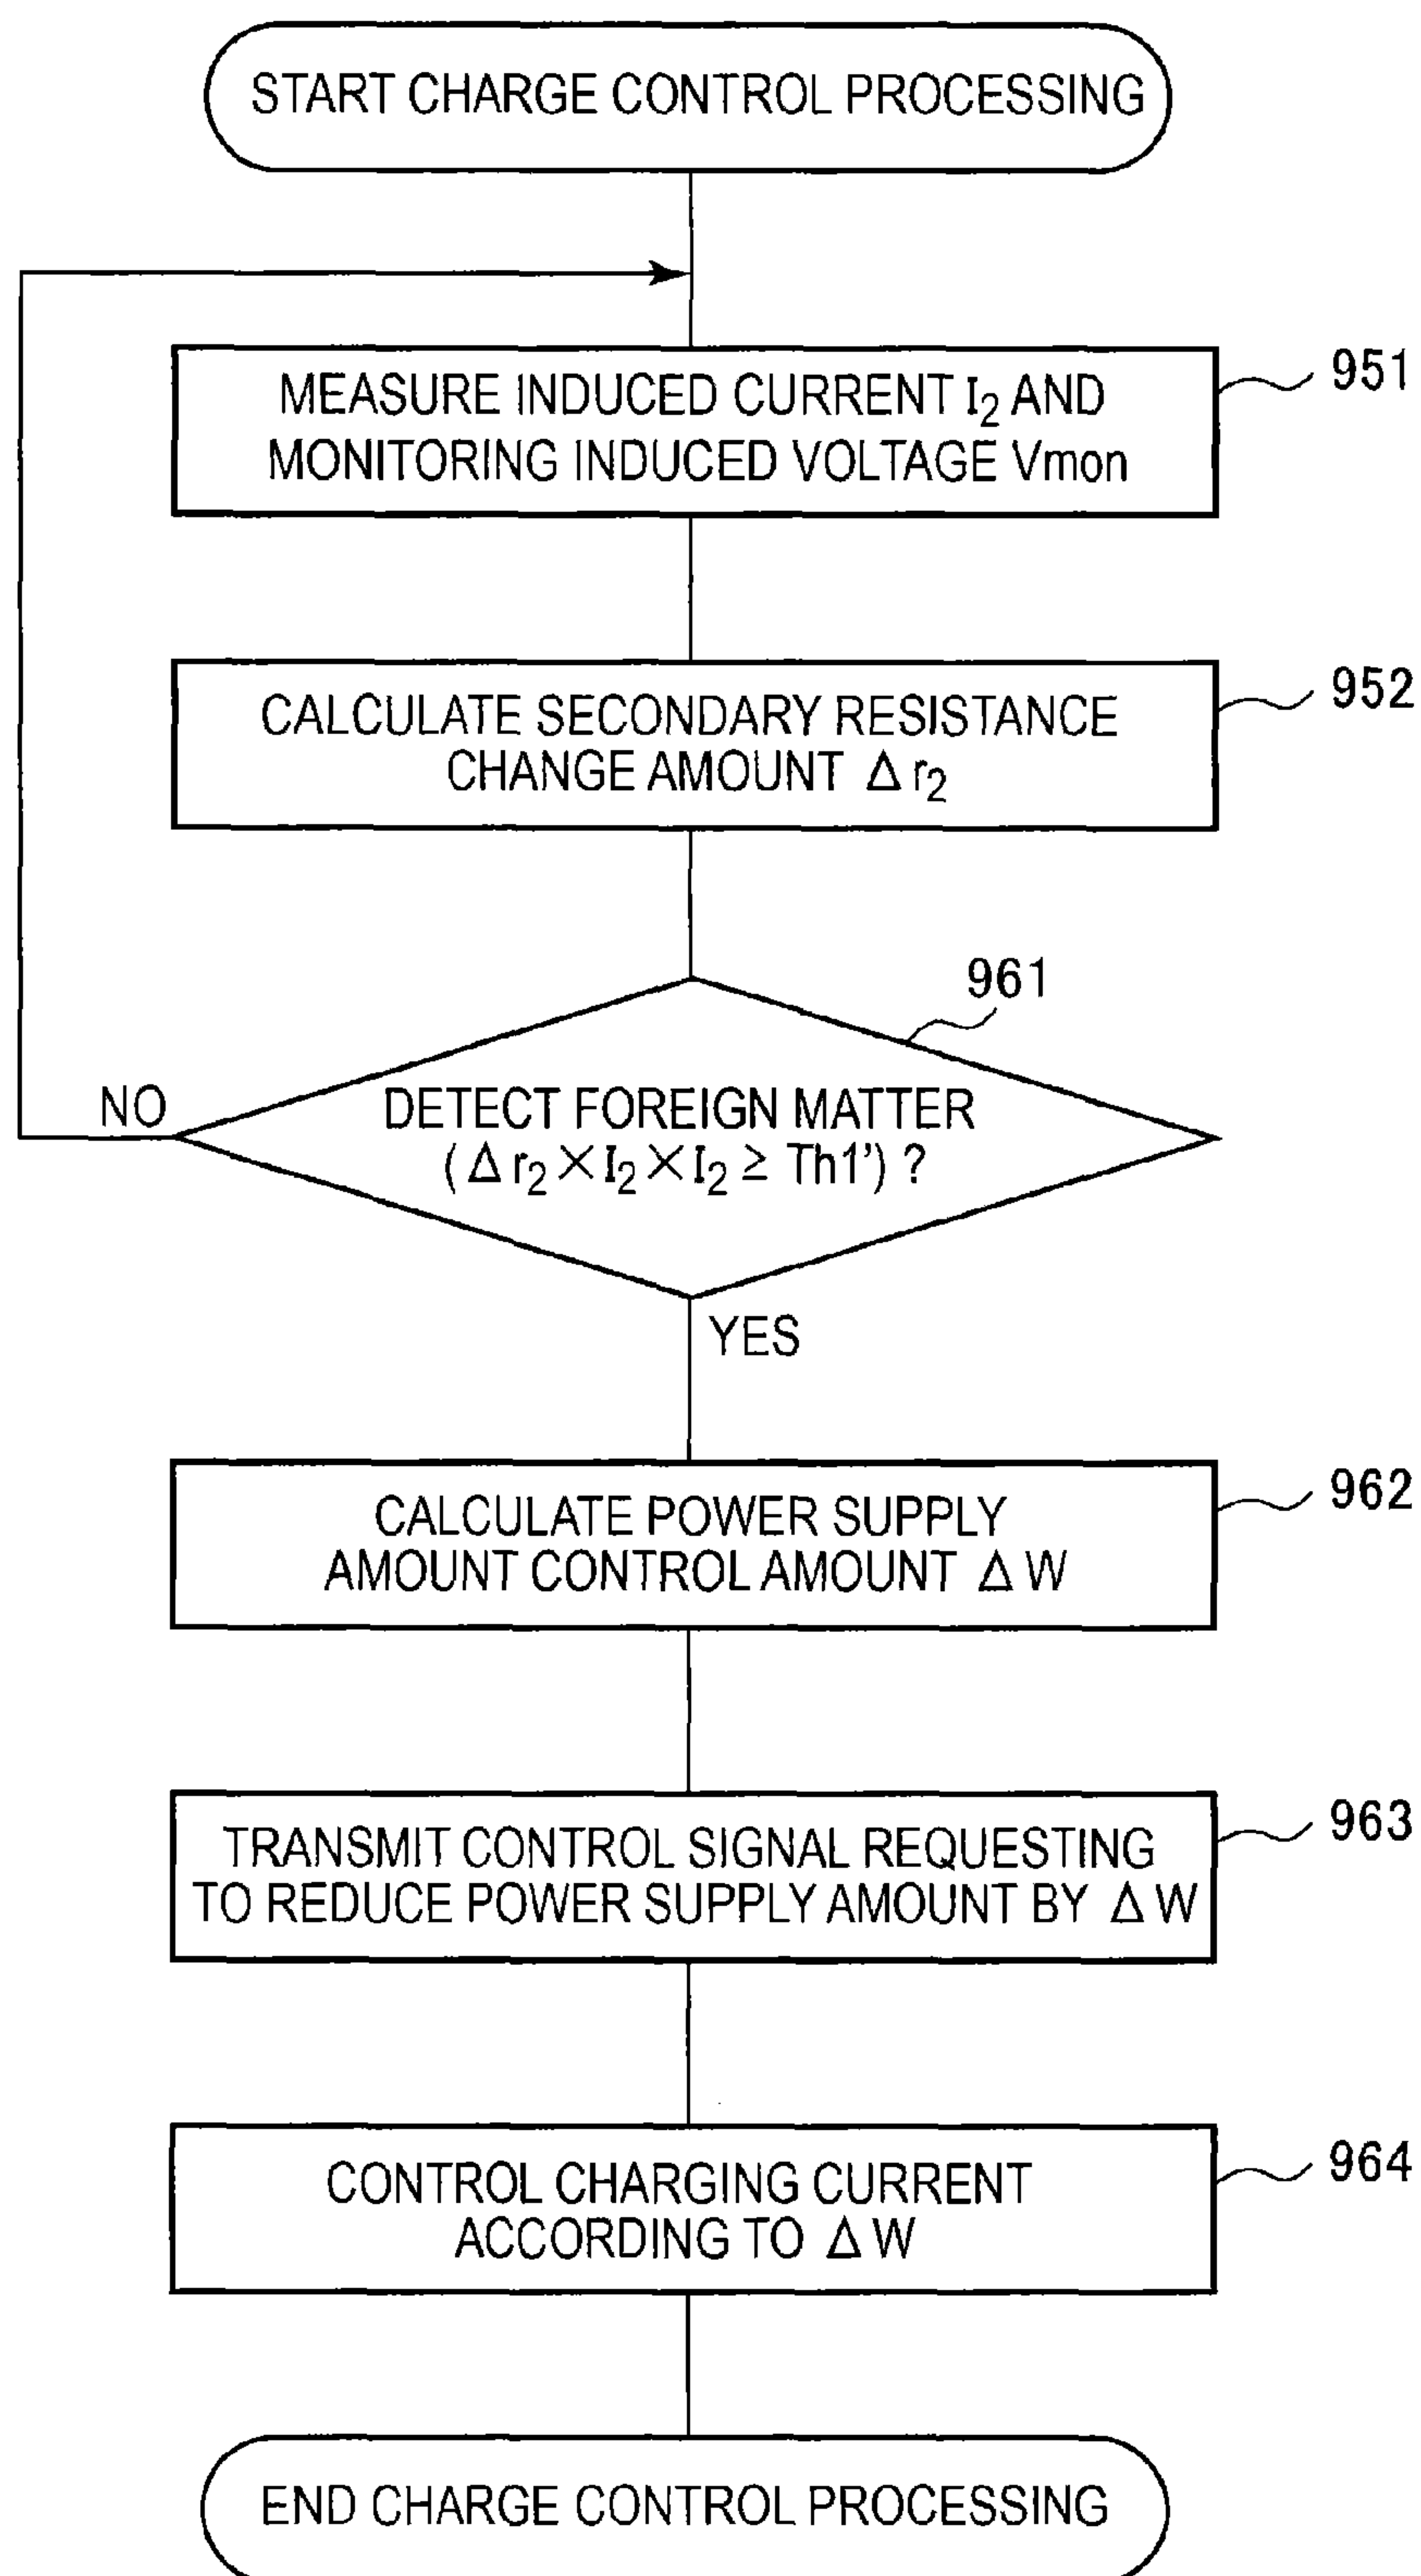 START CHARGE CONTROL PROCESSING
MEASURE INDUCED CURRENT I₂ AND
MONITORING INDUCED VOLTAGE Vmon
951
CALCULATE SECONDARY RESISTANCE
CHANGE AMOUNT Δr₂
952
961
DETECT FOREIGN MATTER
(Δr₂×I₂×I₂ ≥ Th1')?
NO
YES
CALCULATE POWER SUPPLY
AMOUNT CONTROL AMOUNT ΔW
962
TRANSMIT CONTROL SIGNAL REQUESTING
TO REDUCE POWER SUPPLY AMOUNT BY ΔW
963
CONTROL CHARGING CURRENT
ACCORDING TO ΔW
964
END CHARGE CONTROL PROCESSING